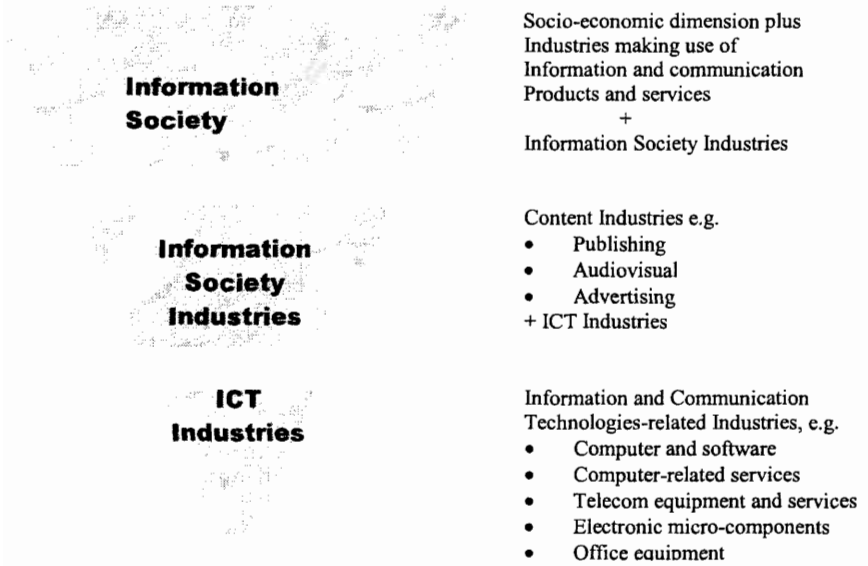 Information
Society
Socio-economic dimension plus
Industries making use of
Information and communication
Products and services
+
Information Society Industries
Information
Society
Industries
Content Industries e.g.
• Publishing
• Audiovisual
• Advertising
+ ICT Industries
ICT
Industries
Information and Communication
Technologies-related Industries, e.g.
• Computer and software
• Computer-related services
• Telecom equipment and services
• Electronic micro-components
• Office equipment